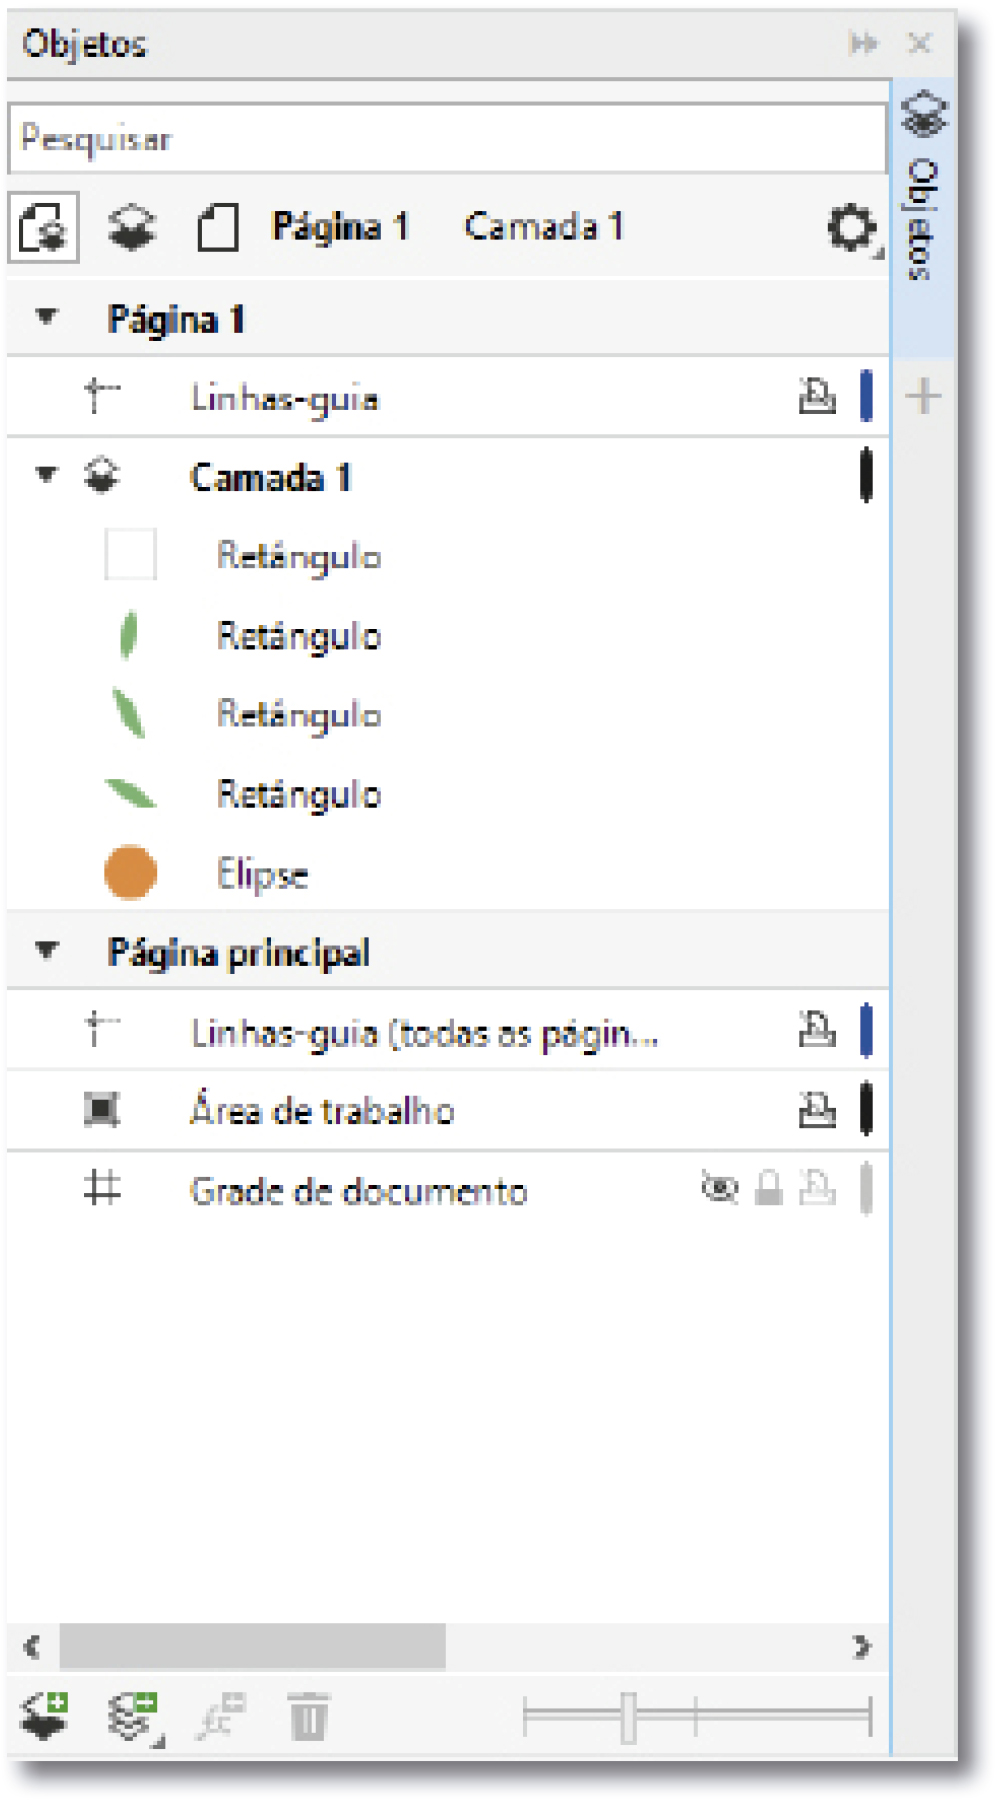 Objetos
Pesquisar
Página 1 Camada 1
Objetos
Página 1
Linhas-guia
Camada 1
Retângulo
Retângulo
Retângulo
Retângulo
Elipse
Página principal
Linhas-guia (todas as págin...
Área de trabalho
Grade de documento